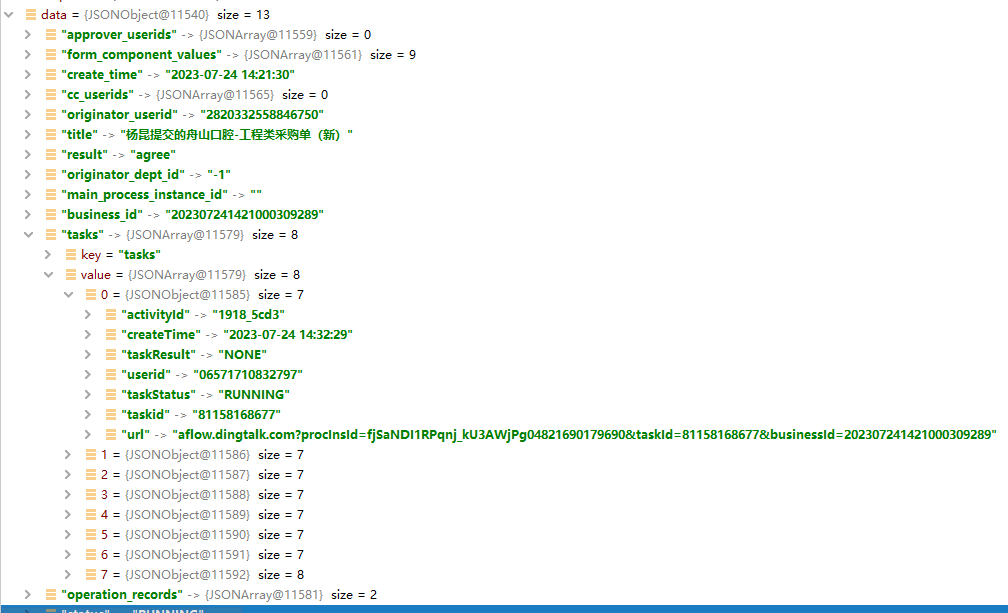 data = {JSONObject@11540} size = 13
"approver_userids" -> {JSONArray@11559} size = 0
"form_component_values" -> {JSONArray@11561} size = 9
"create_time" -> "2023-07-24 14:21:30"
"cc_userids" -> {JSONArray@11565} size = 0
"originator_userid" -> "2820332558846750"
"title" -> "杨昆提交的舟山口腔-工程类采购单（新）"
"result" -> "agree"
"originator_dept_id" -> "-1"
"main_process_instance_id" -> ""
"business_id" -> "202307241421000309289"
"tasks" -> {JSONArray@11579} size = 8
key = "tasks"
value = {JSONArray@11579} size = 8
0 = {JSONObject@11585} size = 7
"activityId" -> "1918_5cd3"
"createTime" -> "2023-07-24 14:32:29"
"taskResult" -> "NONE"
"userid" -> "06571710832797"
"taskStatus" -> "RUNNING"
"taskid" -> "81158168677"
"url" -> "aflow.dingtalk.com?procInsId=fjSaNDI1RPqnj_kU3AWjPg04821690179690&taskId=81158168677&businessId=202307241421000309289"
1 = {JSONObject@11586} size = 7
2 = {JSONObject@11587} size = 7
3 = {JSONObject@11588} size = 7
4 = {JSONObject@11589} size = 7
5 = {JSONObject@11590} size = 7
6 = {JSONObject@11591} size = 7
7 = {JSONObject@11592} size = 8
"operation_records" -> {JSONArray@11581} size = 2
"status" -> "RUNNING"